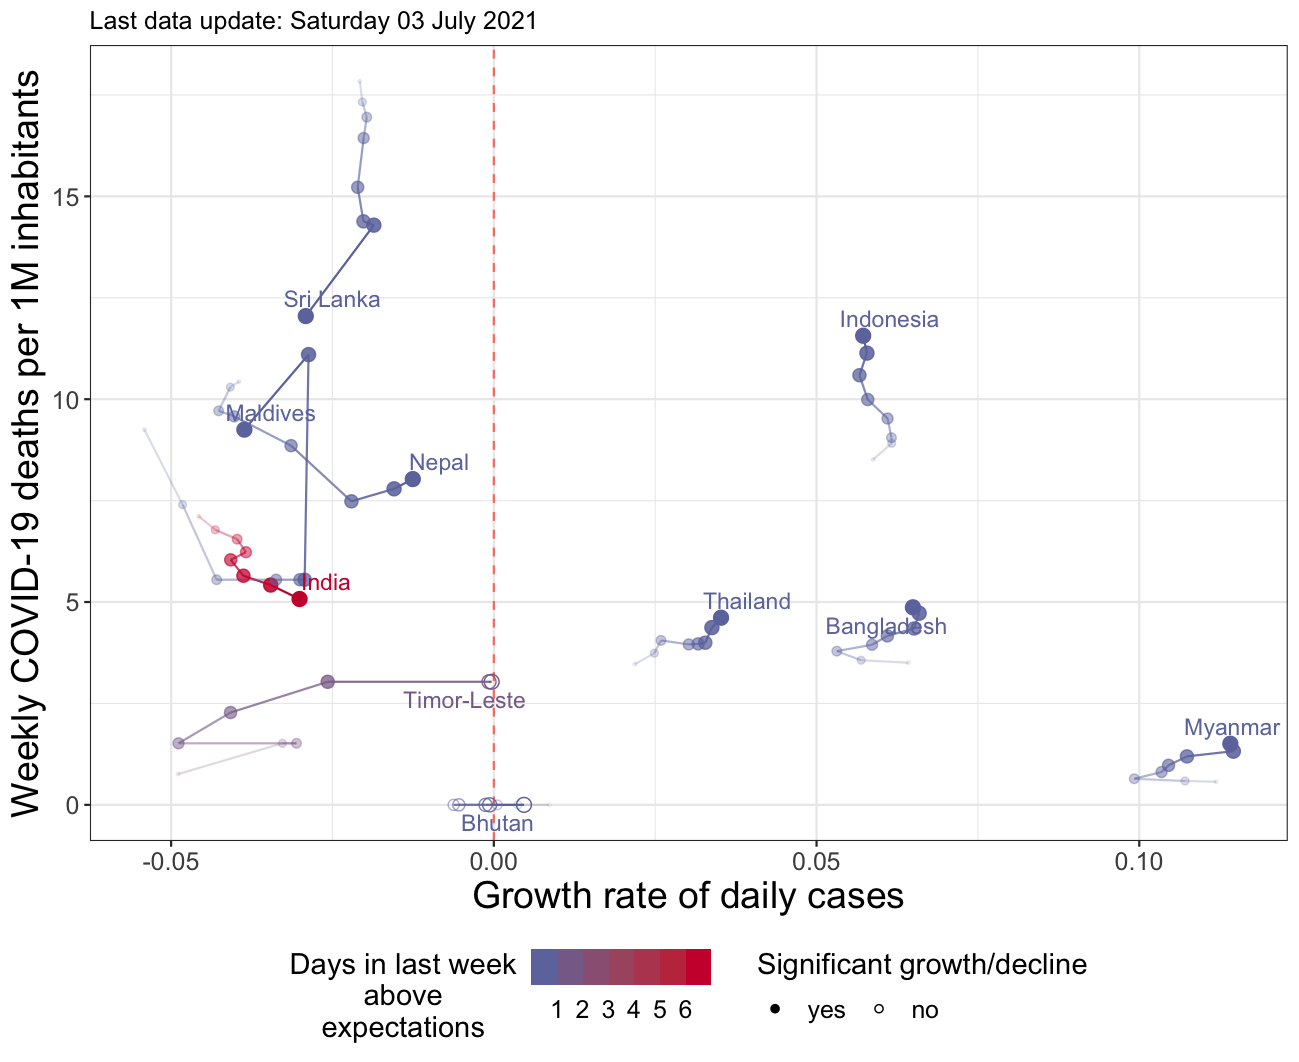 Last data update: Saturday 03 July 2021
Weekly COVID-19 deaths per 1M inhabitants
15
10
5
0
Sri Lanka
Indonesia
Maldives
Nepal
India
Thailand
Bangladesh
Timor-Leste
Myanmar
Bhutan
-0.05 0.00 0.05 0.10
Growth rate of daily cases
Days in last week
above
expectations
1 2 3 4 5 6
Significant growth/decline
yes no